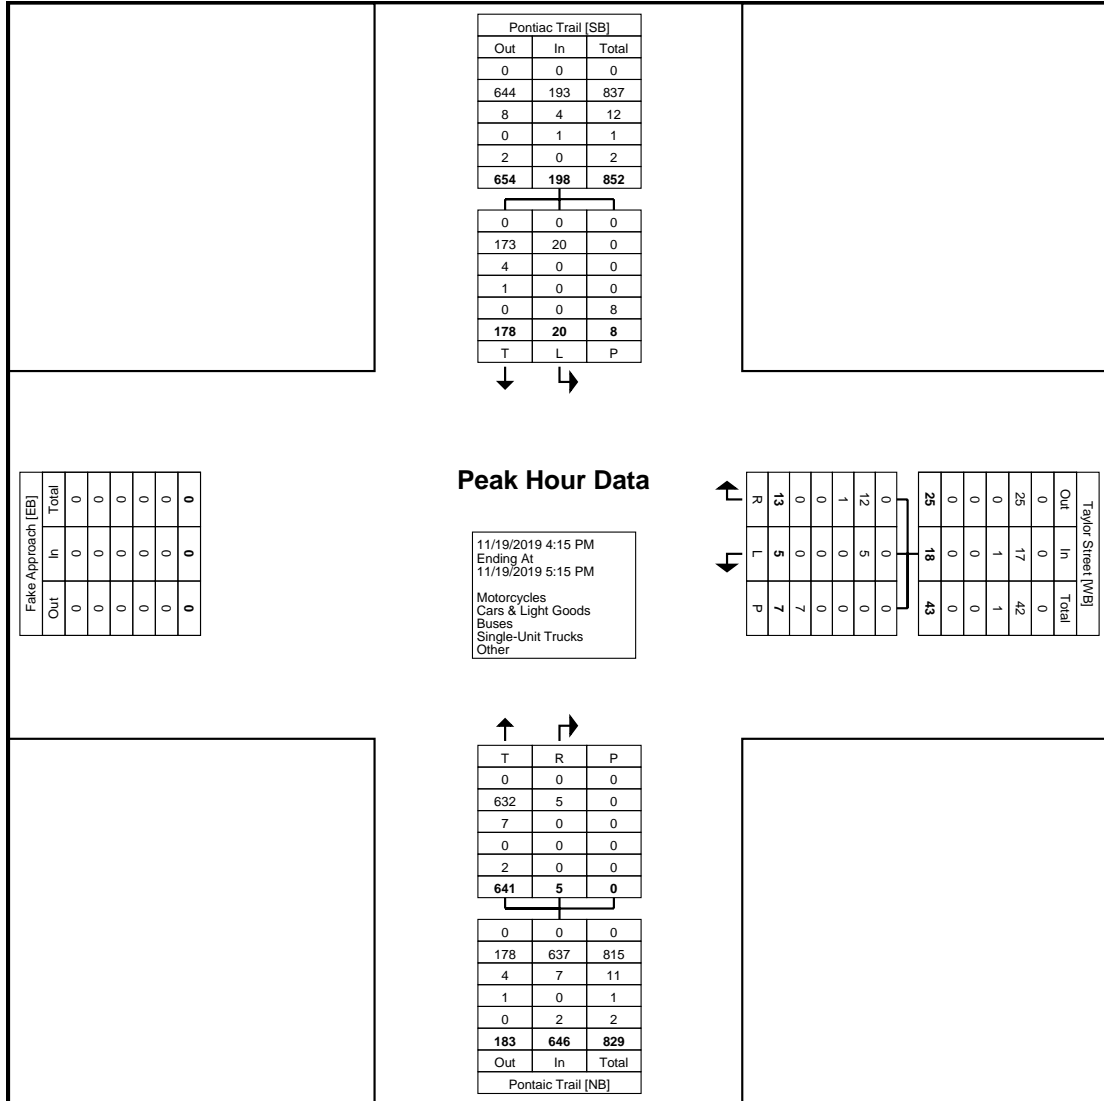 Pontiac Trail [SB]
Out In Total
0 0 0
644 193 837
8 4 12
0 1 1
2 0 2
654 198 852
0 0 0
173 20 0
4 0 0
1 0 0
0 0 8
178 20 8
T L P
Fake Approach [EB]
Total 0 0 0 0 0 0
In 0 0 0 0 0 0
Out 0 0 0 0 0 0
Peak Hour Data
11/19/2019 4:15 PM
Ending At
11/19/2019 5:15 PM
Motorcycles
Cars & Light Goods
Buses
Single-Unit Trucks
Other
R 13 0 0 1 12 0
L 5 0 0 0 5 0
P 7 7 0 0 0 0
25 0 0 0 25 0 Out
18 0 0 1 17 0 In
43 0 0 1 42 0 Total
Taylor Street [WB]
T R P
0 0 0
632 5 0
7 0 0
0 0 0
2 0 0
641 5 0
0 0 0
178 637 815
4 7 11
1 0 1
0 2 2
183 646 829
Out In Total
Pontaic Trail [NB]